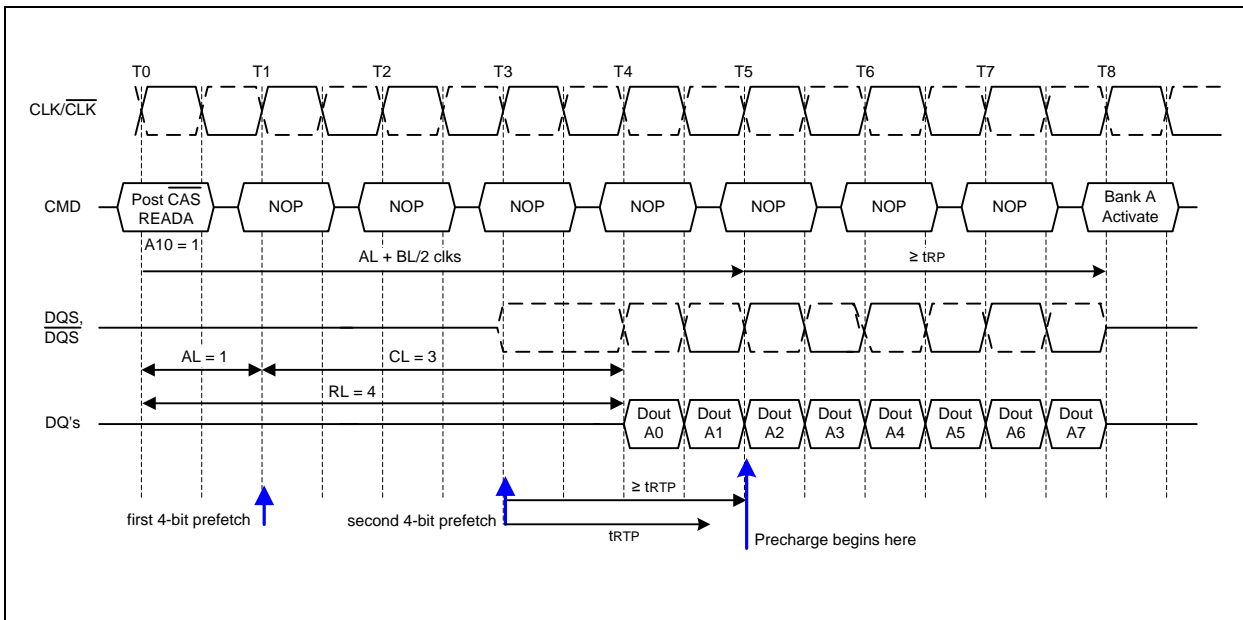 T0 T1 T2 T3 T4 T5 T6 T7 T8
CLK/CLK
CMD
Post CAS
READA
NOP NOP NOP NOP NOP NOP NOP
Bank A
Activate
A10 = 1
AL + BL/2 clks
≥ tRP
DQS,
DQS
AL = 1
CL = 3
RL = 4
DQ's
Dout
A0
Dout
A1
Dout
A2
Dout
A3
Dout
A4
Dout
A5
Dout
A6
Dout
A7
≥ tRTP
first 4-bit prefetch
second 4-bit prefetch
tRTP
Precharge begins here